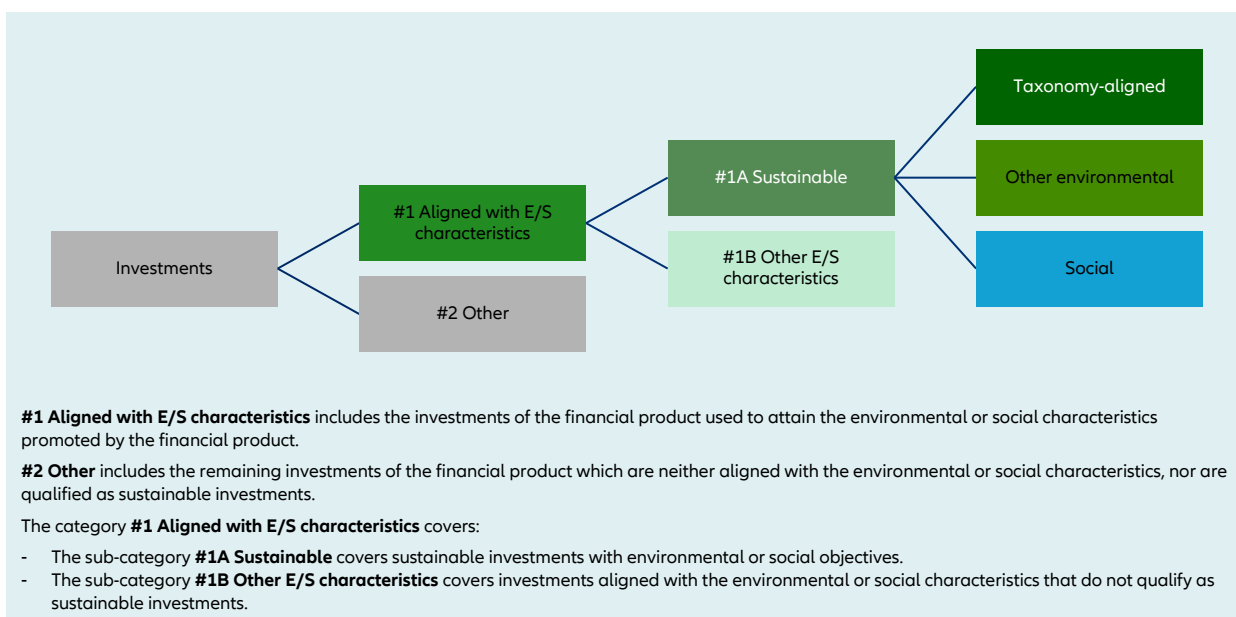 Taxonomy-aligned
#1A Sustainable
Other environmental
#1 Aligned with E/S
characteristics
Investments
#1B Other E/S
characteristics
Social
#2 Other
#1 Aligned with E/S characteristics includes the investments of the financial product used to attain the environmental or social characteristics
promoted by the financial product.
#2 Other includes the remaining investments of the financial product which are neither aligned with the environmental or social characteristics, nor are
qualified as sustainable investments.
The category #1 Aligned with E/S characteristics covers:
- The sub-category #1A Sustainable covers sustainable investments with environmental or social objectives.
- The sub-category #1B Other E/S characteristics covers investments aligned with the environmental or social characteristics that do not qualify as
sustainable investments.